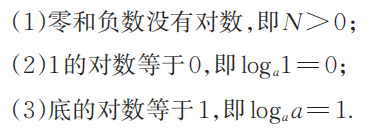 (1)零和负数没有对数,即N＞0;
(2)1的对数等于0,即logₐ1＝0;
(3)底的对数等于1,即logₐa＝1.